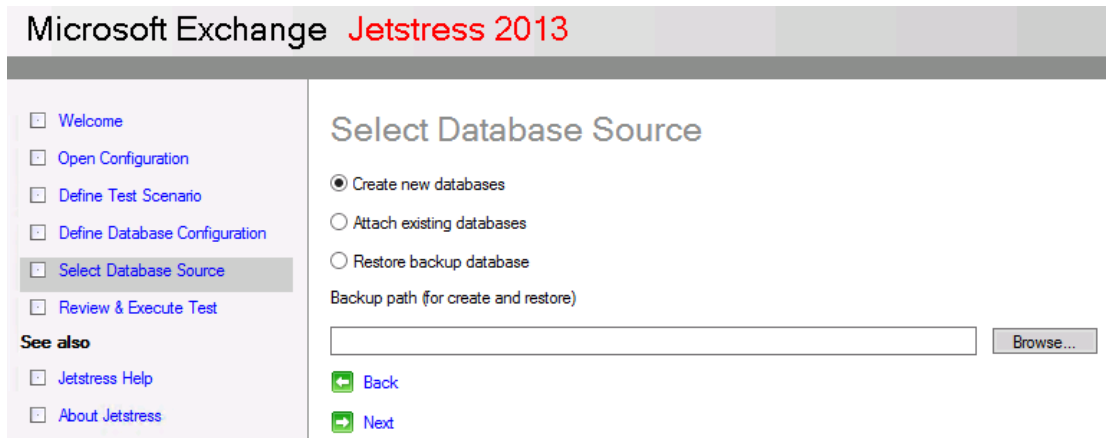 Microsoft Exchange Jetstress 2013
Welcome
Open Configuration
Define Test Scenario
Define Database Configuration
Select Database Source
Review & Execute Test
See also
Jetstress Help
About Jetstress
Select Database Source
Create new databases
Attach existing databases
Restore backup database
Backup path (for create and restore)
Browse...
Back
Next